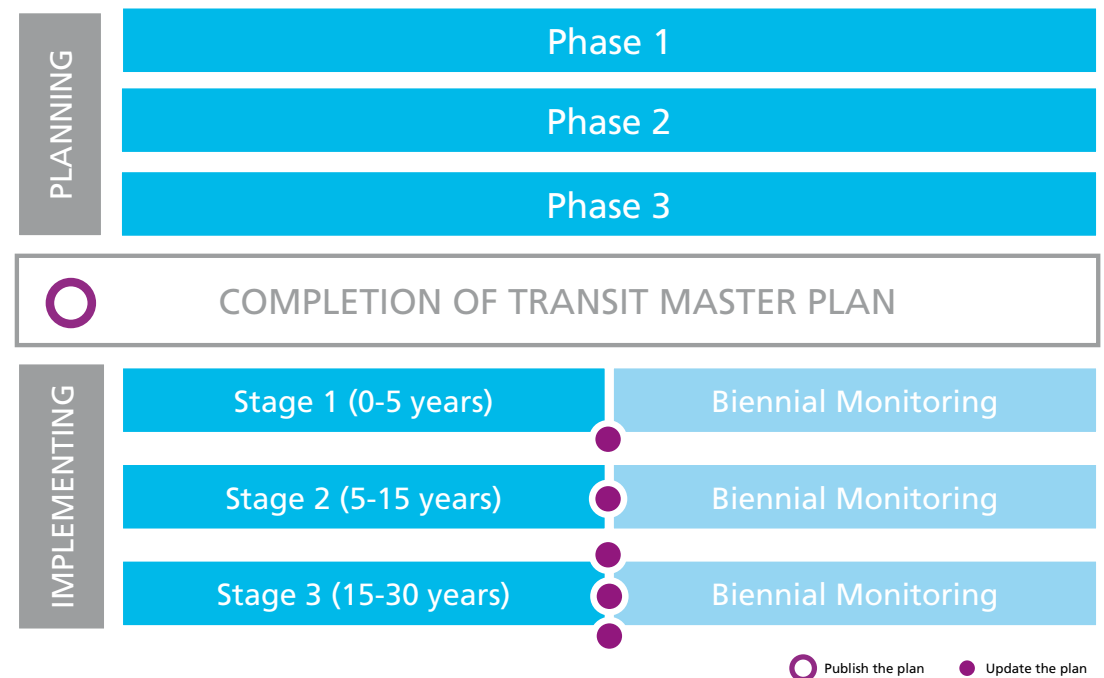 PLANNING
Phase 1
Phase 2
Phase 3
COMPLETION OF TRANSIT MASTER PLAN
IMPLEMENTING
Stage 1 (0-5 years)
Biennial Monitoring
Stage 2 (5-15 years)
Biennial Monitoring
Stage 3 (15-30 years)
Biennial Monitoring
Publish the plan
Update the plan